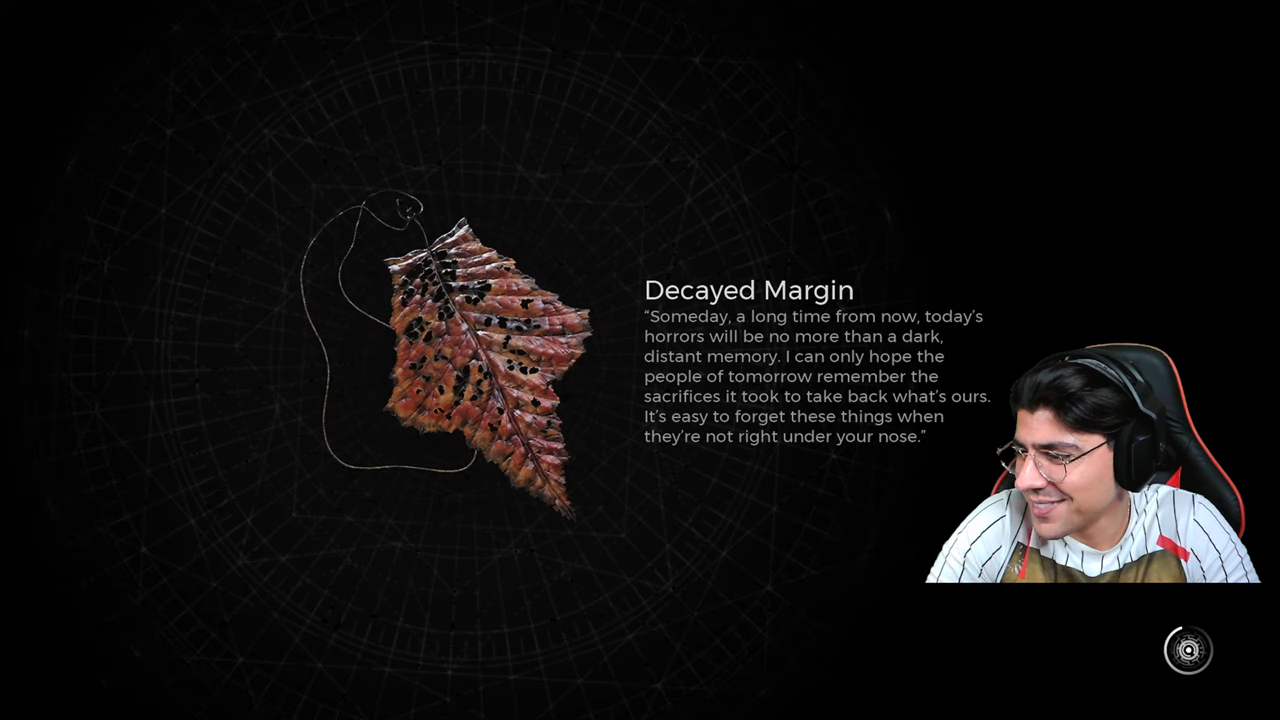 Decayed Margin
“Someday, a long time from now, today’s
horrors will be no more than a dark,
distant memory. I can only hope the
people of tomorrow remember the
sacrifices it took to take back what’s ours.
It’s easy to forget these things when
they’re not right under your nose.”